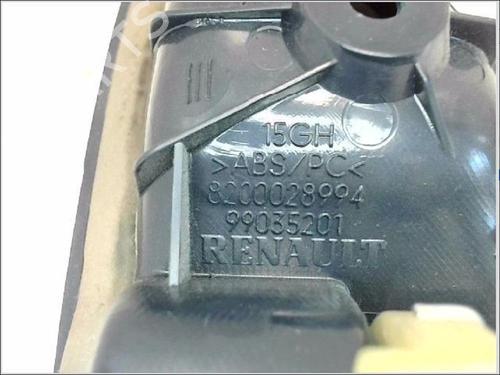 15GH
>ABS/PC<
8200028994
99035201
RENAULT